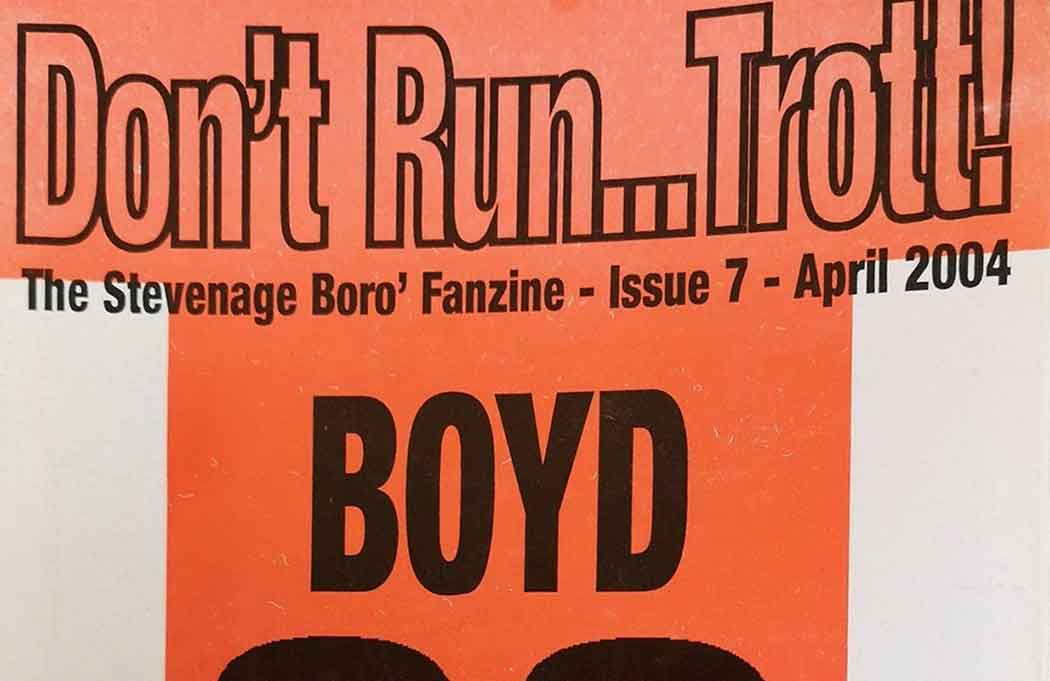 Don't Run...Trott!
The Stevenage Boro' Fanzine - Issue 7 - April 2004
BOYD